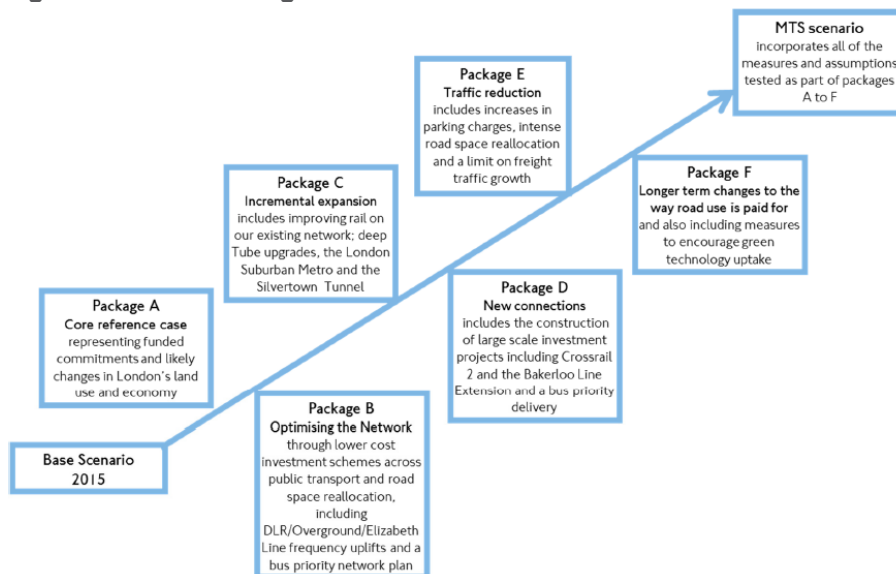 MTS scenario
incorporates all of the
measures and assumptions
tested as part of packages
A to F
Package E
Traffic reduction
includes increases in
parking charges, intense
road space reallocation
and a limit on freight
traffic growth
Package F
Longer term changes to the
way road use is paid for
and also including measures
to encourage green
technology uptake
Package C
Incremental expansion
includes improving rail on
our existing network; deep
Tube upgrades, the London
Suburban Metro and the
Silvertown Tunnel
Package D
New connections
includes the construction
of large scale investment
projects including Crossrail
2 and the Bakerloo Line
Extension and a bus priority
delivery
Package A
Core reference case
representing funded
commitments and likely
changes in London's land
use and economy
Package B
Optimising the Network
through lower cost
investment schemes across
public transport and road
space reallocation,
including
DLR/Overground/Elizabeth
Line frequency uplifts and a
bus priority network plan
Base Scenario
2015